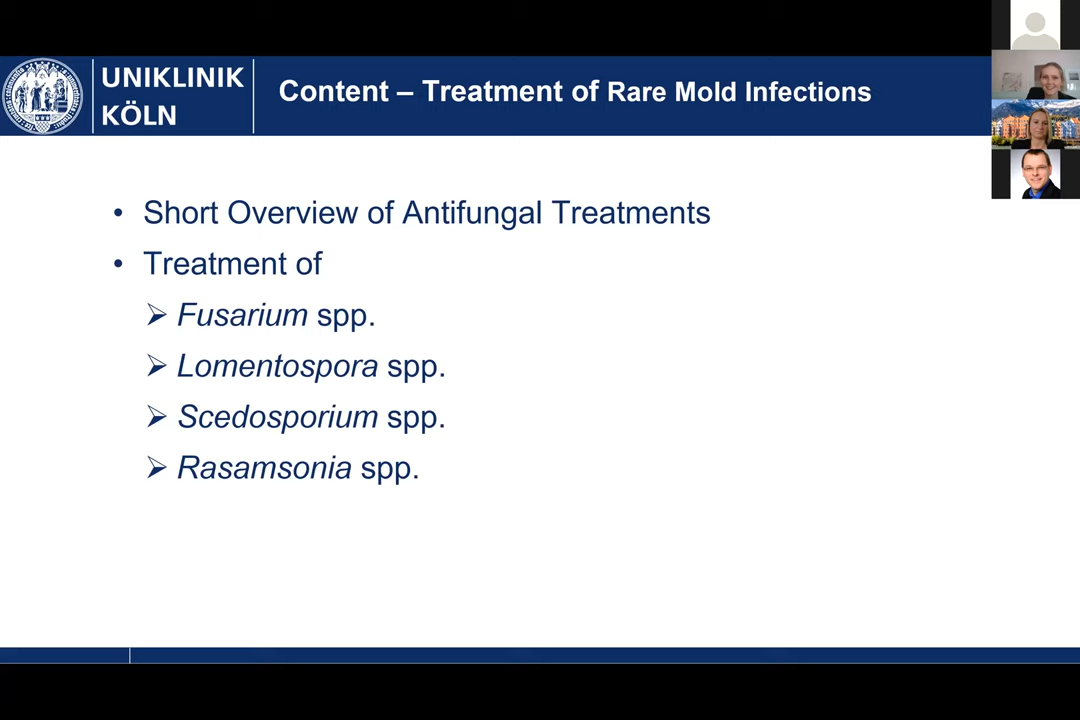 UNIKLINIK
KÖLN
Content – Treatment of Rare Mold Infections
• Short Overview of Antifungal Treatments
• Treatment of
➢ Fusarium spp.
➢ Lomentospora spp.
➢ Scedosporium spp.
➢ Rasamsonia spp.